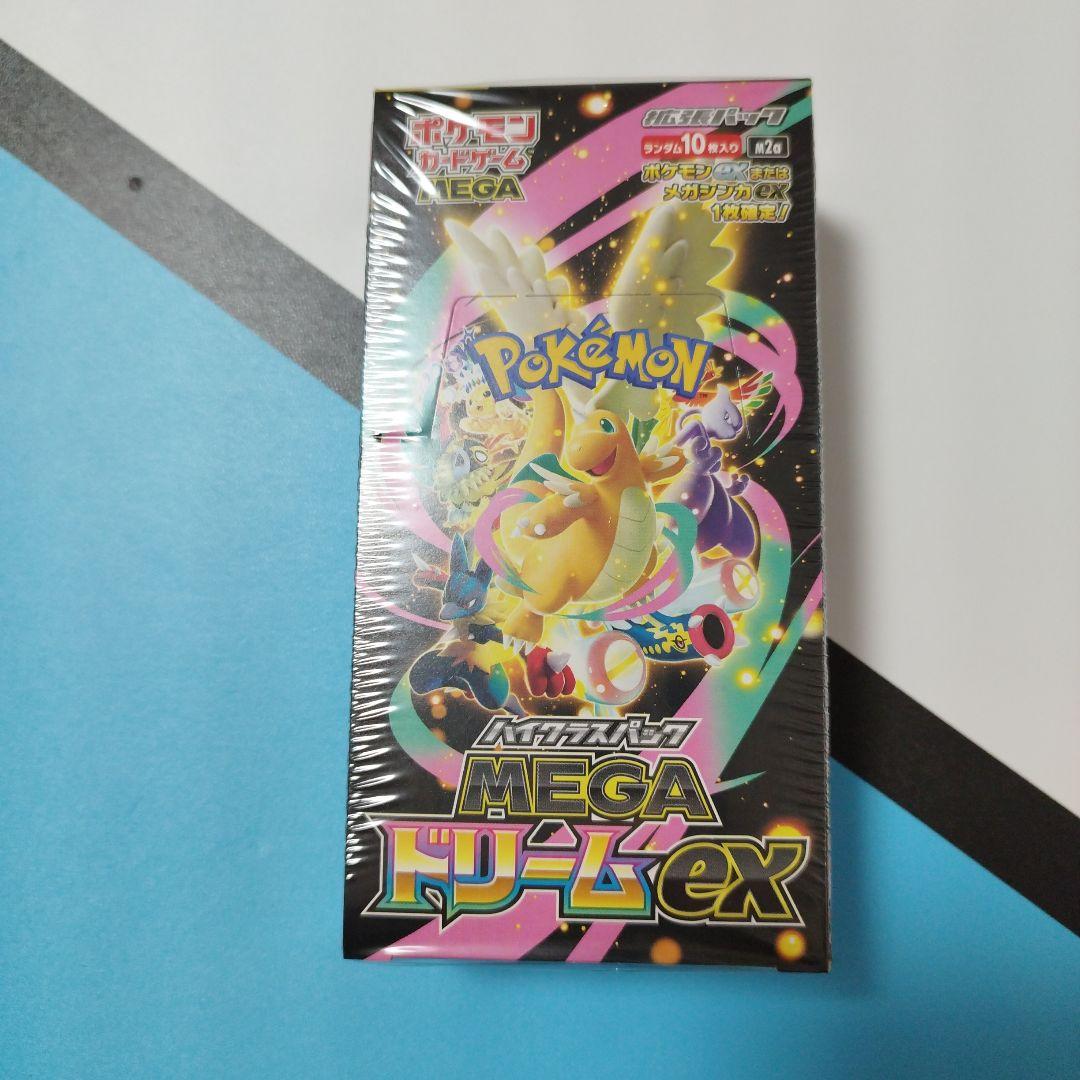 ポケモン
カードゲーム
MEGA
拡張パック
ランダム10枚入り M2a
ポケモンexまたは
メガシンカex
1枚確定!
POKéMON
TM
ハイクラスパック
MEGA
ドリームex